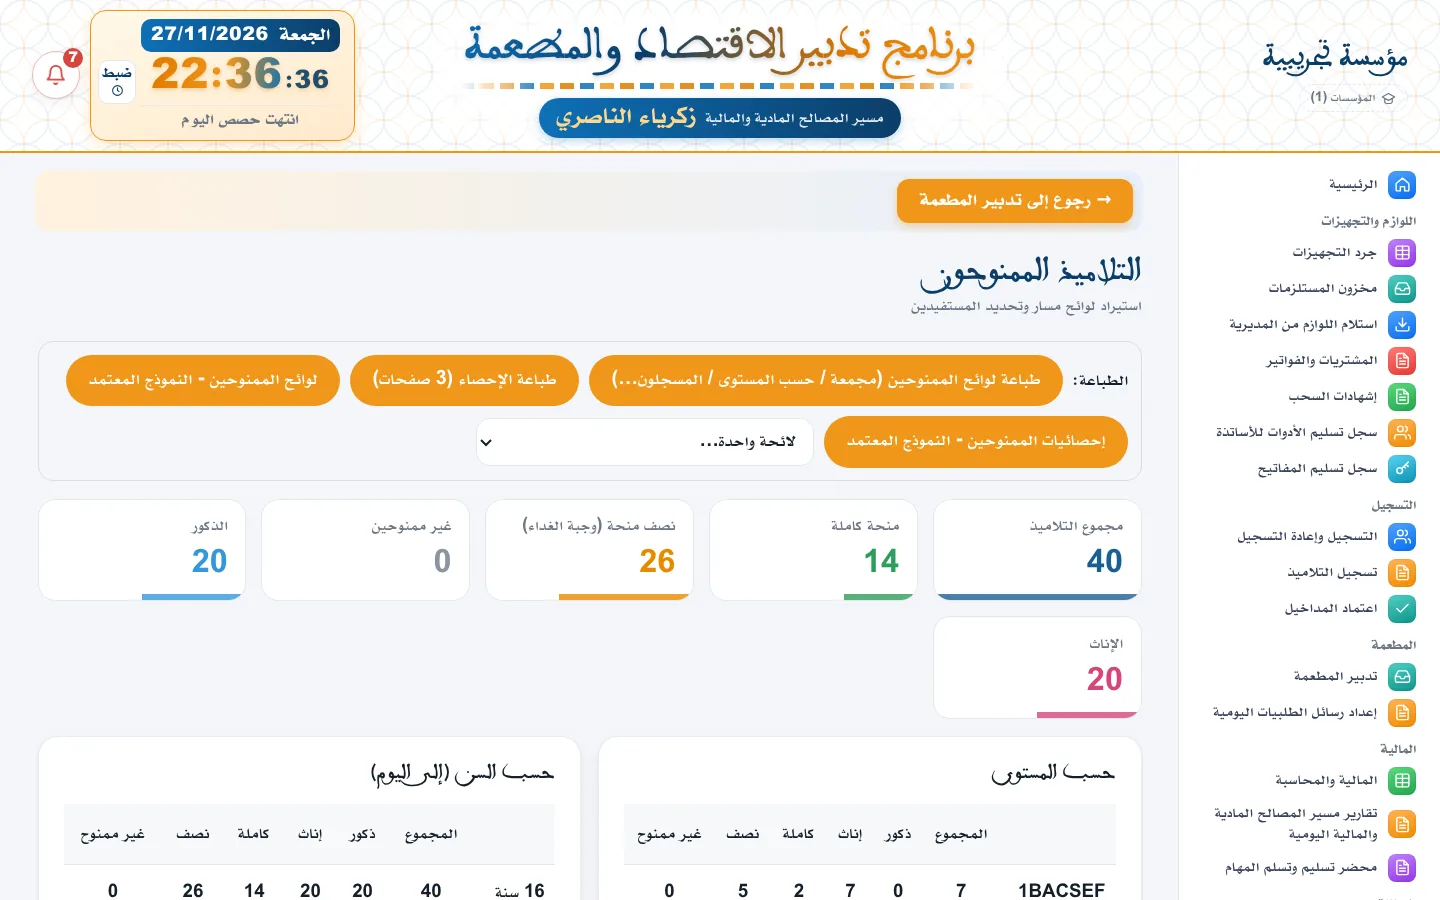 مؤسسة تجريبية
المؤسسات (1)
برنامج تدبير الاقتصاد والمطعمة
مسير المصالح المادية والمالية زكرياء الناصري
الجمعة 27/11/2026
22:36:36
ضبط
انتهت حصص اليوم
7
الرئيسية
اللوازم والتجهيزات
جرد التجهيزات
مخزون المستلزمات
استلام اللوازم من المديرية
المشتريات والفواتير
إشهادات السحب
سجل تسليم الأدوات للأساتذة
سجل تسليم المفاتيح
التسجيل
التسجيل وإعادة التسجيل
تسجيل التلاميذ
اعتماد المداخيل
المطعمة
تدبير المطعمة
إعداد رسائل الطلبيات اليومية
المالية
المالية والمحاسبة
تقارير مسير المصالح المادية
والمالية اليومية
محضر تسليم وتسلم المهام
→ رجوع إلى تدبير المطعمة
التلاميذ الممنوحون
استيراد لوائح مسار وتحديد المستفيدين
الطباعة:
طباعة لوائح الممنوحين (مجمعة / حسب المستوى / المسجلون...)
طباعة الإحصاء (3 صفحات)
لوائح الممنوحين - النموذج المعتمد
إحصائيات الممنوحين - النموذج المعتمد
لائحة واحدة...
مجموع التلاميذ
40
منحة كاملة
14
نصف منحة (وجبة الغداء)
26
غير ممنوحين
0
الذكور
20
الإناث
20
حسب المستوى
المجموع ذكور إناث كاملة نصف غير ممنوح
1BACSEF 7 0 7 2 5 0
حسب السن (إلى اليوم)
المجموع ذكور إناث كاملة نصف غير ممنوح
16 سنة 40 20 20 14 26 0